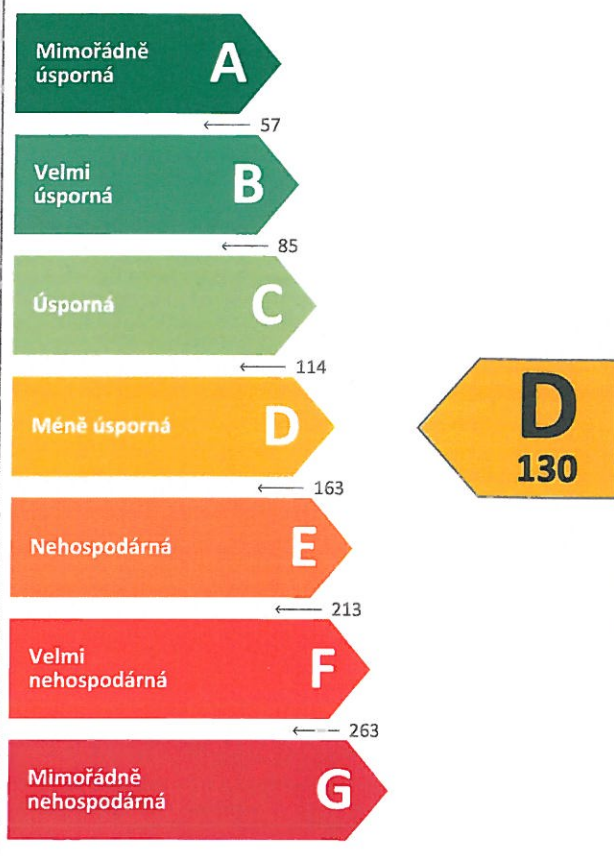 Mimořádně
úsporná
A
57
Velmi
úsporná
B
85
Úsporná
C
114
Méně úsporná
D
163
D
130
Nehospodárná
E
213
Velmi
nehospodárná
F
263
Mimořádně
nehospodárná
G